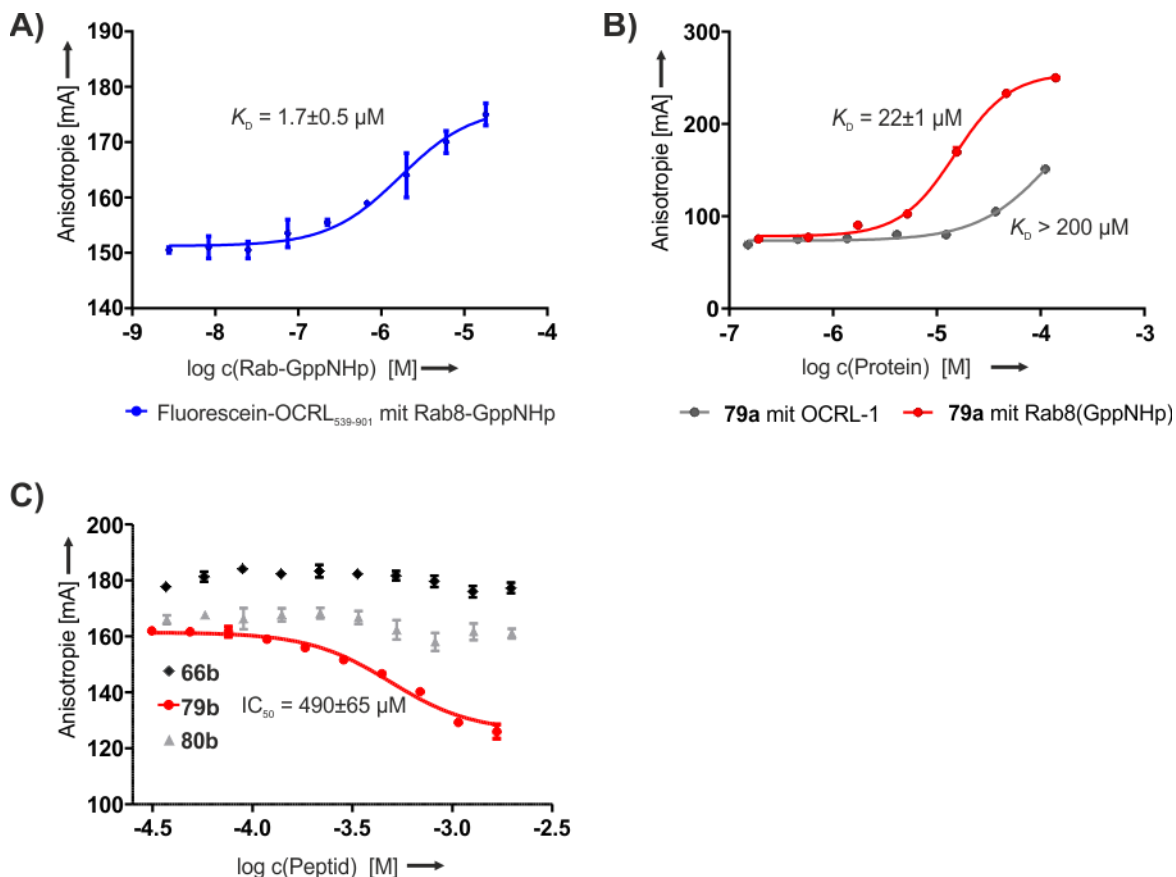 A)
Anisotropie [mA]
190
180
170
160
150
140
K_D = 1.7±0.5 µM
-9 -8 -7 -6 -5 -4
log c(Rab-GppNHp) [M]
Fluorescein-OCRL539-901 mit Rab8-GppNHp
B)
Anisotropie [mA]
300
200
100
0
K_D = 22±1 µM
K_D > 200 µM
-7 -6 -5 -4 -3
log c(Protein) [M]
79a mit OCRL-1 79a mit Rab8(GppNHp)
C)
Anisotropie [mA]
200
180
160
140
120
100
66b
79b IC50 = 490±65 µM
80b
-4.5 -4.0 -3.5 -3.0 -2.5
log c(Peptid) [M]